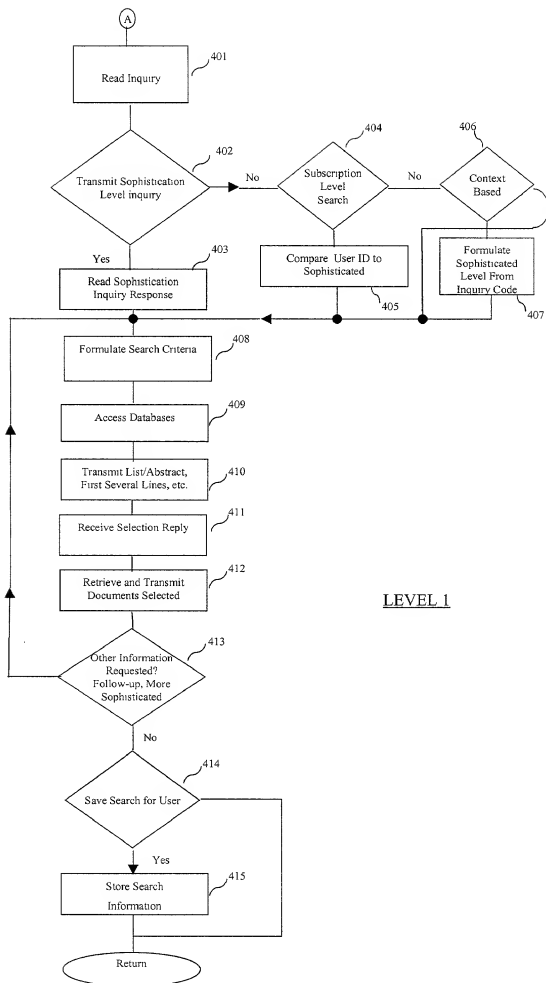 A
401
Read Inquiry
402
Transmit Sophistication
Level inquiry
No
404
Subscription
Level
Search
No
406
Context
Based
Yes
403
Read Sophistication
Inquiry Response
Compare User ID to
Sophisticated
405
Formulate
Sophisticated
Level From
Inquiry Code
407
Formulate Search Criteria
408
Access Databases
409
Transmit List/Abstract,
First Several Lines, etc.
410
Receive Selection Reply
411
Retrieve and Transmit
Documents Selected
412
LEVEL 1
Other Information
Requested?
Follow-up, More
Sophisticated
413
No
Save Search for User
414
Yes
Store Search
Information
415
Return